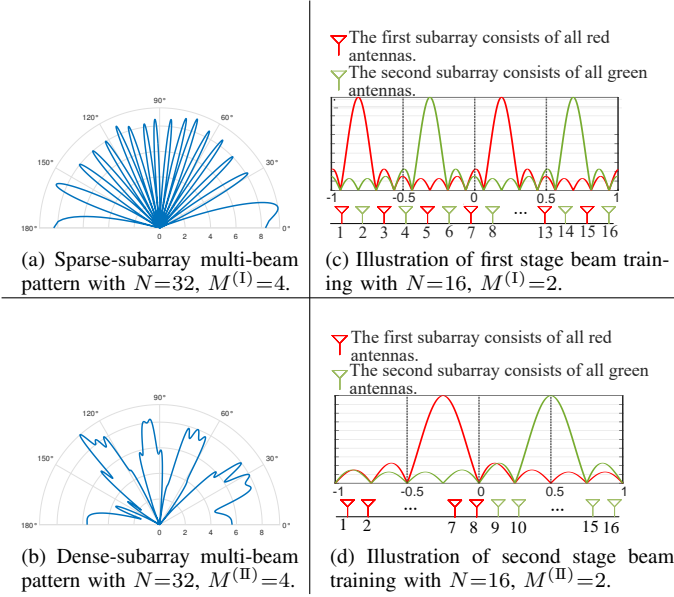 90°
120°
60°
150°
30°
180°
0°
0
2
4
6
8
(a) Sparse-subarray multi-beam
pattern with N=32, M^(I)=4.
The first subarray consists of all red
antennas.
The second subarray consists of all green
antennas.
-1 -0.5 0 0.5 1
1 2 3 4 5 6 7 8 ... 13 14 15 16
(c) Illustration of first stage beam train-
ing with N=16, M^(I)=2.
90°
120°
60°
150°
30°
180°
0°
0
2
4
6
8
(b) Dense-subarray multi-beam
pattern with N=32, M^(II)=4.
The first subarray consists of all red
antennas.
The second subarray consists of all green
antennas.
-1 -0.5 0 0.5 1
1 2 ... 7 8 9 10 ... 15 16
(d) Illustration of second stage beam
training with N=16, M^(II)=2.